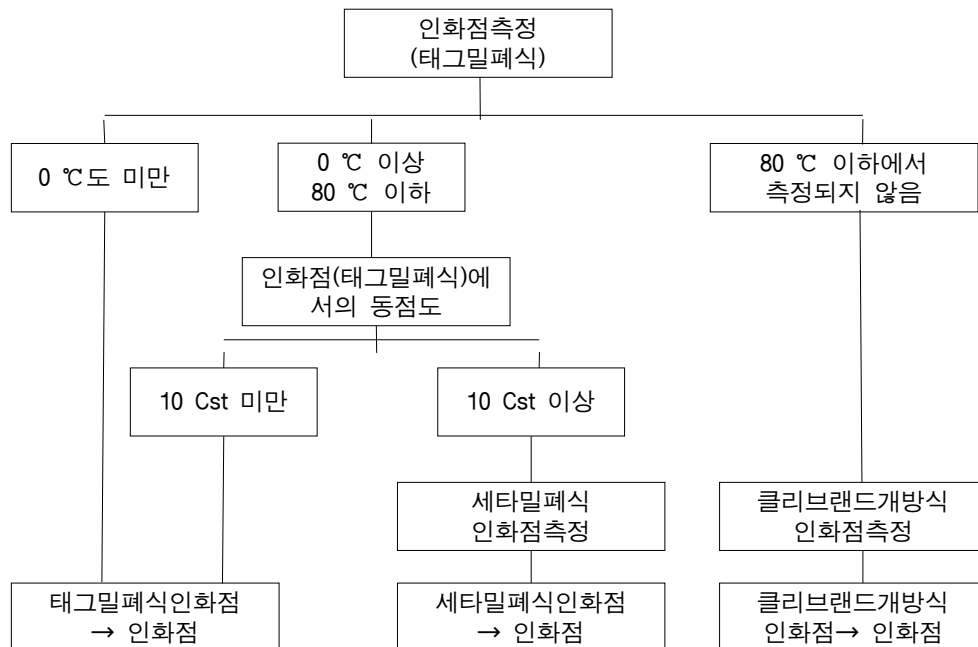 인화점측정
(태그밀폐식)
0 ℃도 미만
0 ℃ 이상
80 ℃ 이하
80 ℃ 이하에서
측정되지 않음
인화점(태그밀폐식)에
서의 동점도
10 Cst 미만
10 Cst 이상
세타밀폐식
인화점측정
클리브랜드개방식
인화점측정
태그밀폐식인화점
→ 인화점
세타밀폐식인화점
→ 인화점
클리브랜드개방식
인화점→ 인화점